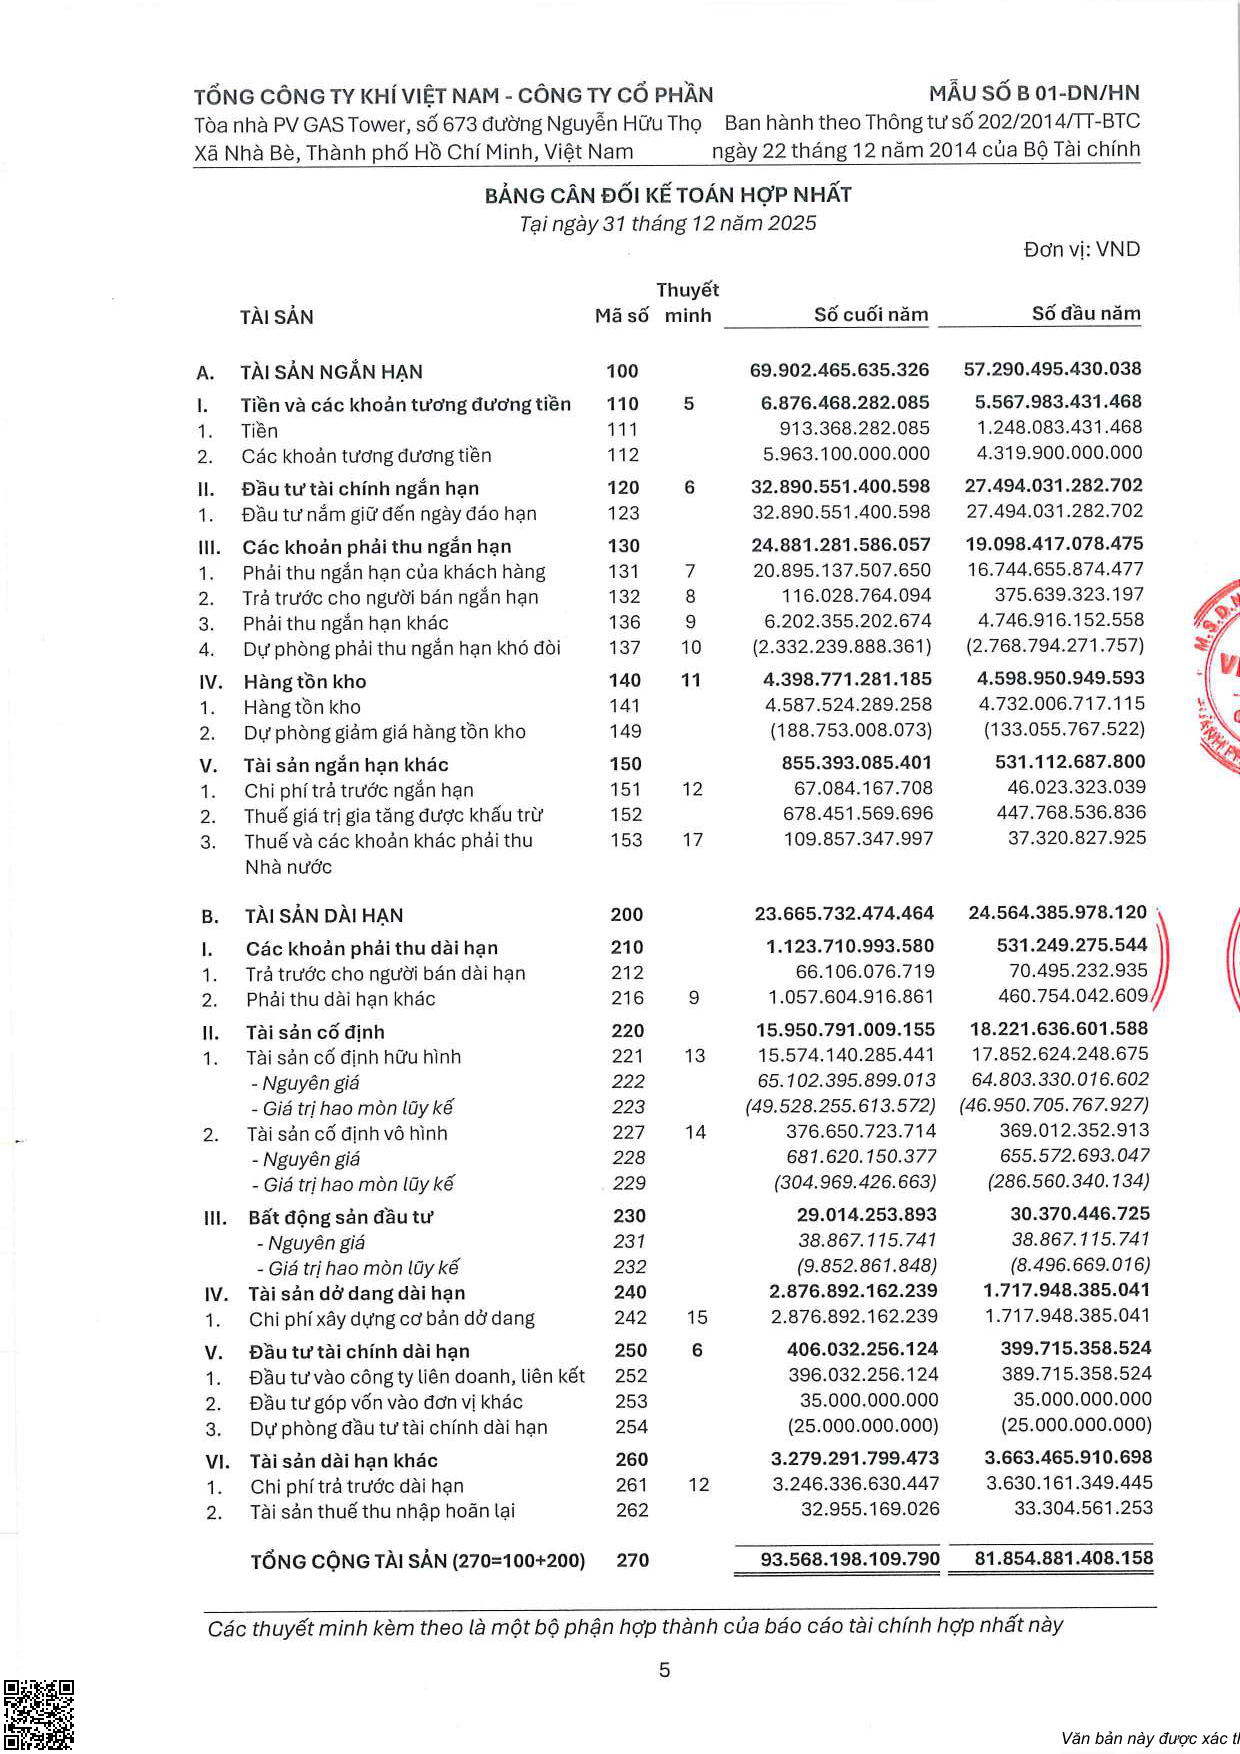 TỔNG CÔNG TY KHÍ VIỆT NAM - CÔNG TY CỔ PHẦN MẪU SỐ B 01-DN/HN
Tòa nhà PV GAS Tower, số 673 đường Nguyễn Hữu Thọ Ban hành theo Thông tư số 202/2014/TT-BTC
Xã Nhà Bè, Thành phố Hồ Chí Minh, Việt Nam ngày 22 tháng 12 năm 2014 của Bộ Tài chính
BẢNG CÂN ĐỐI KẾ TOÁN HỢP NHẤT
Tại ngày 31 tháng 12 năm 2025
Đơn vị: VND
Thuyết
TÀI SẢN Mã số minh Số cuối năm Số đầu năm
A. TÀI SẢN NGẮN HẠN 100 69.902.465.635.326 57.290.495.430.038
I. Tiền và các khoản tương đương tiền 110 5 6.876.468.282.085 5.567.983.431.468
1. Tiền 111 913.368.282.085 1.248.083.431.468
2. Các khoản tương đương tiền 112 5.963.100.000.000 4.319.900.000.000
II. Đầu tư tài chính ngắn hạn 120 6 32.890.551.400.598 27.494.031.282.702
1. Đầu tư nắm giữ đến ngày đáo hạn 123 32.890.551.400.598 27.494.031.282.702
III. Các khoản phải thu ngắn hạn 130 24.881.281.586.057 19.098.417.078.475
1. Phải thu ngắn hạn của khách hàng 131 7 20.895.137.507.650 16.744.655.874.477
2. Trả trước cho người bán ngắn hạn 132 8 116.028.764.094 375.639.323.197
3. Phải thu ngắn hạn khác 136 9 6.202.355.202.674 4.746.916.152.558
4. Dự phòng phải thu ngắn hạn khó đòi 137 10 (2.332.239.888.361) (2.768.794.271.757)
IV. Hàng tồn kho 140 11 4.398.771.281.185 4.598.950.949.593
1. Hàng tồn kho 141 4.587.524.289.258 4.732.006.717.115
2. Dự phòng giảm giá hàng tồn kho 149 (188.753.008.073) (133.055.767.522)
V. Tài sản ngắn hạn khác 150 855.393.085.401 531.112.687.800
1. Chi phí trả trước ngắn hạn 151 12 67.084.167.708 46.023.323.039
2. Thuế giá trị gia tăng được khấu trừ 152 678.451.569.696 447.768.536.836
3. Thuế và các khoản khác phải thu 153 17 109.857.347.997 37.320.827.925
Nhà nước
B. TÀI SẢN DÀI HẠN 200 23.665.732.474.464 24.564.385.978.120
I. Các khoản phải thu dài hạn 210 1.123.710.993.580 531.249.275.544
1. Trả trước cho người bán dài hạn 212 66.106.076.719 70.495.232.935
2. Phải thu dài hạn khác 216 9 1.057.604.916.861 460.754.042.609
II. Tài sản cố định 220 15.950.791.009.155 18.221.636.601.588
1. Tài sản cố định hữu hình 221 13 15.574.140.285.441 17.852.624.248.675
- Nguyên giá 222 65.102.395.899.013 64.803.330.016.602
- Giá trị hao mòn lũy kế 223 (49.528.255.613.572) (46.950.705.767.927)
2. Tài sản cố định vô hình 227 14 376.650.723.714 369.012.352.913
- Nguyên giá 228 681.620.150.377 655.572.693.047
- Giá trị hao mòn lũy kế 229 (304.969.426.663) (286.560.340.134)
III. Bất động sản đầu tư 230 29.014.253.893 30.370.446.725
- Nguyên giá 231 38.867.115.741 38.867.115.741
- Giá trị hao mòn lũy kế 232 (9.852.861.848) (8.496.669.016)
IV. Tài sản dở dang dài hạn 240 2.876.892.162.239 1.717.948.385.041
1. Chi phí xây dựng cơ bản dở dang 242 15 2.876.892.162.239 1.717.948.385.041
V. Đầu tư tài chính dài hạn 250 6 406.032.256.124 399.715.358.524
1. Đầu tư vào công ty liên doanh, liên kết 252 396.032.256.124 389.715.358.524
2. Đầu tư góp vốn vào đơn vị khác 253 35.000.000.000 35.000.000.000
3. Dự phòng đầu tư tài chính dài hạn 254 (25.000.000.000) (25.000.000.000)
VI. Tài sản dài hạn khác 260 3.279.291.799.473 3.663.465.910.698
1. Chi phí trả trước dài hạn 261 12 3.246.336.630.447 3.630.161.349.445
2. Tài sản thuế thu nhập hoãn lại 262 32.955.169.026 33.304.561.253
TỔNG CỘNG TÀI SẢN (270=100+200) 270 93.568.198.109.790 81.854.881.408.158
Các thuyết minh kèm theo là một bộ phận hợp thành của báo cáo tài chính hợp nhất này
5
Văn bản này được xác